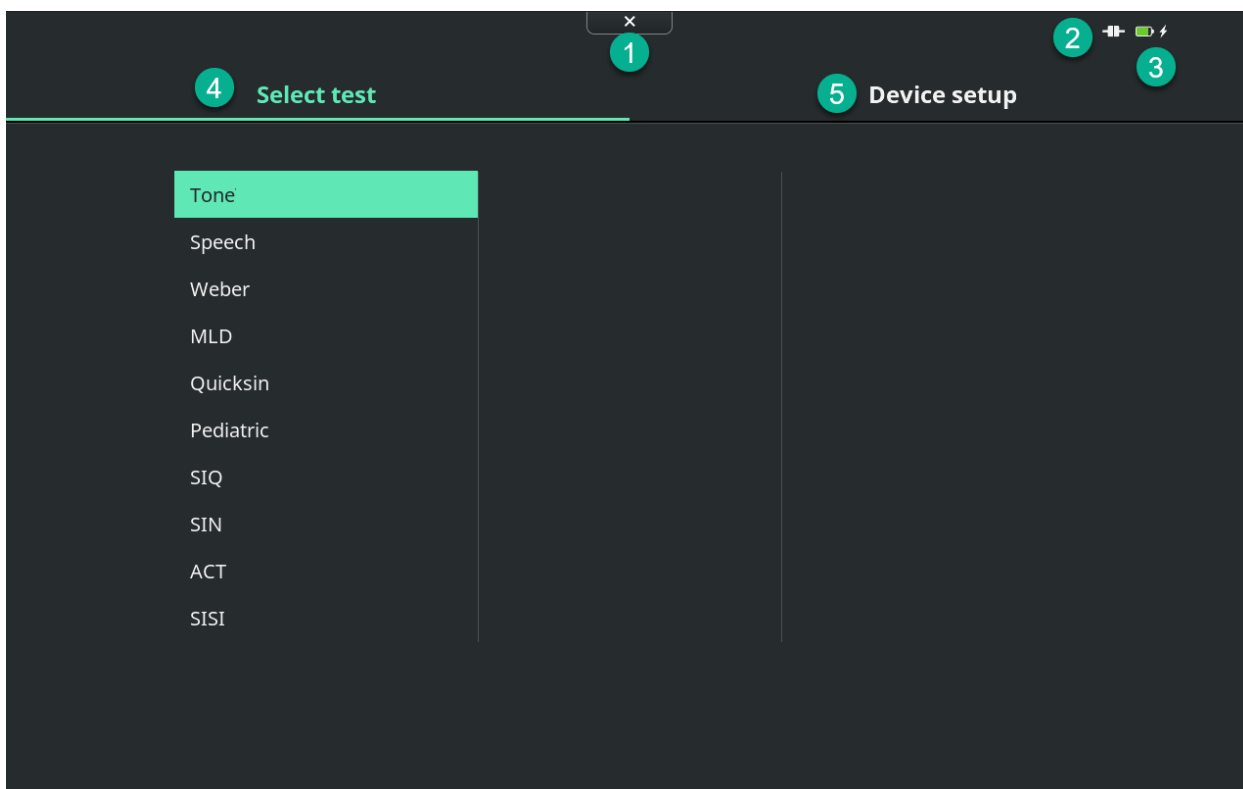 ×
1
2
3
4 Select test
5 Device setup
Tone
Speech
Weber
MLD
Quicksin
Pediatric
SIQ
SIN
ACT
SISI